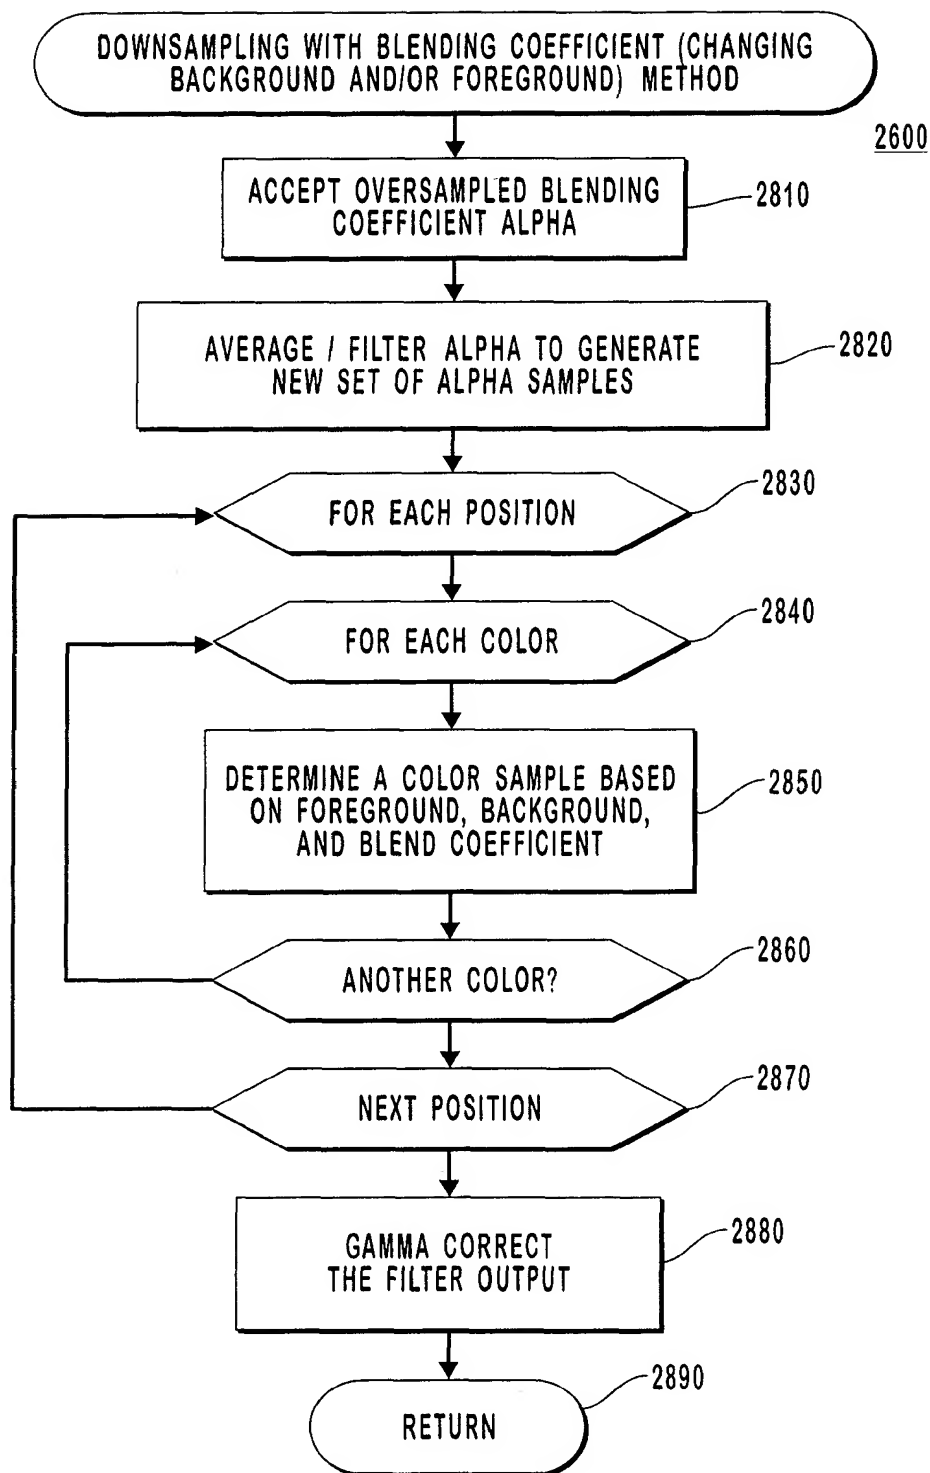 DOWNSAMPLING WITH BLENDING COEFFICIENT (CHANGING
BACKGROUND AND/OR FOREGROUND) METHOD
2600
ACCEPT OVERSAMPLED BLENDING
COEFFICIENT ALPHA
2810
AVERAGE / FILTER ALPHA TO GENERATE
NEW SET OF ALPHA SAMPLES
2820
FOR EACH POSITION
2830
FOR EACH COLOR
2840
DETERMINE A COLOR SAMPLE BASED
ON FOREGROUND, BACKGROUND,
AND BLEND COEFFICIENT
2850
ANOTHER COLOR?
2860
NEXT POSITION
2870
GAMMA CORRECT
THE FILTER OUTPUT
2880
RETURN
2890